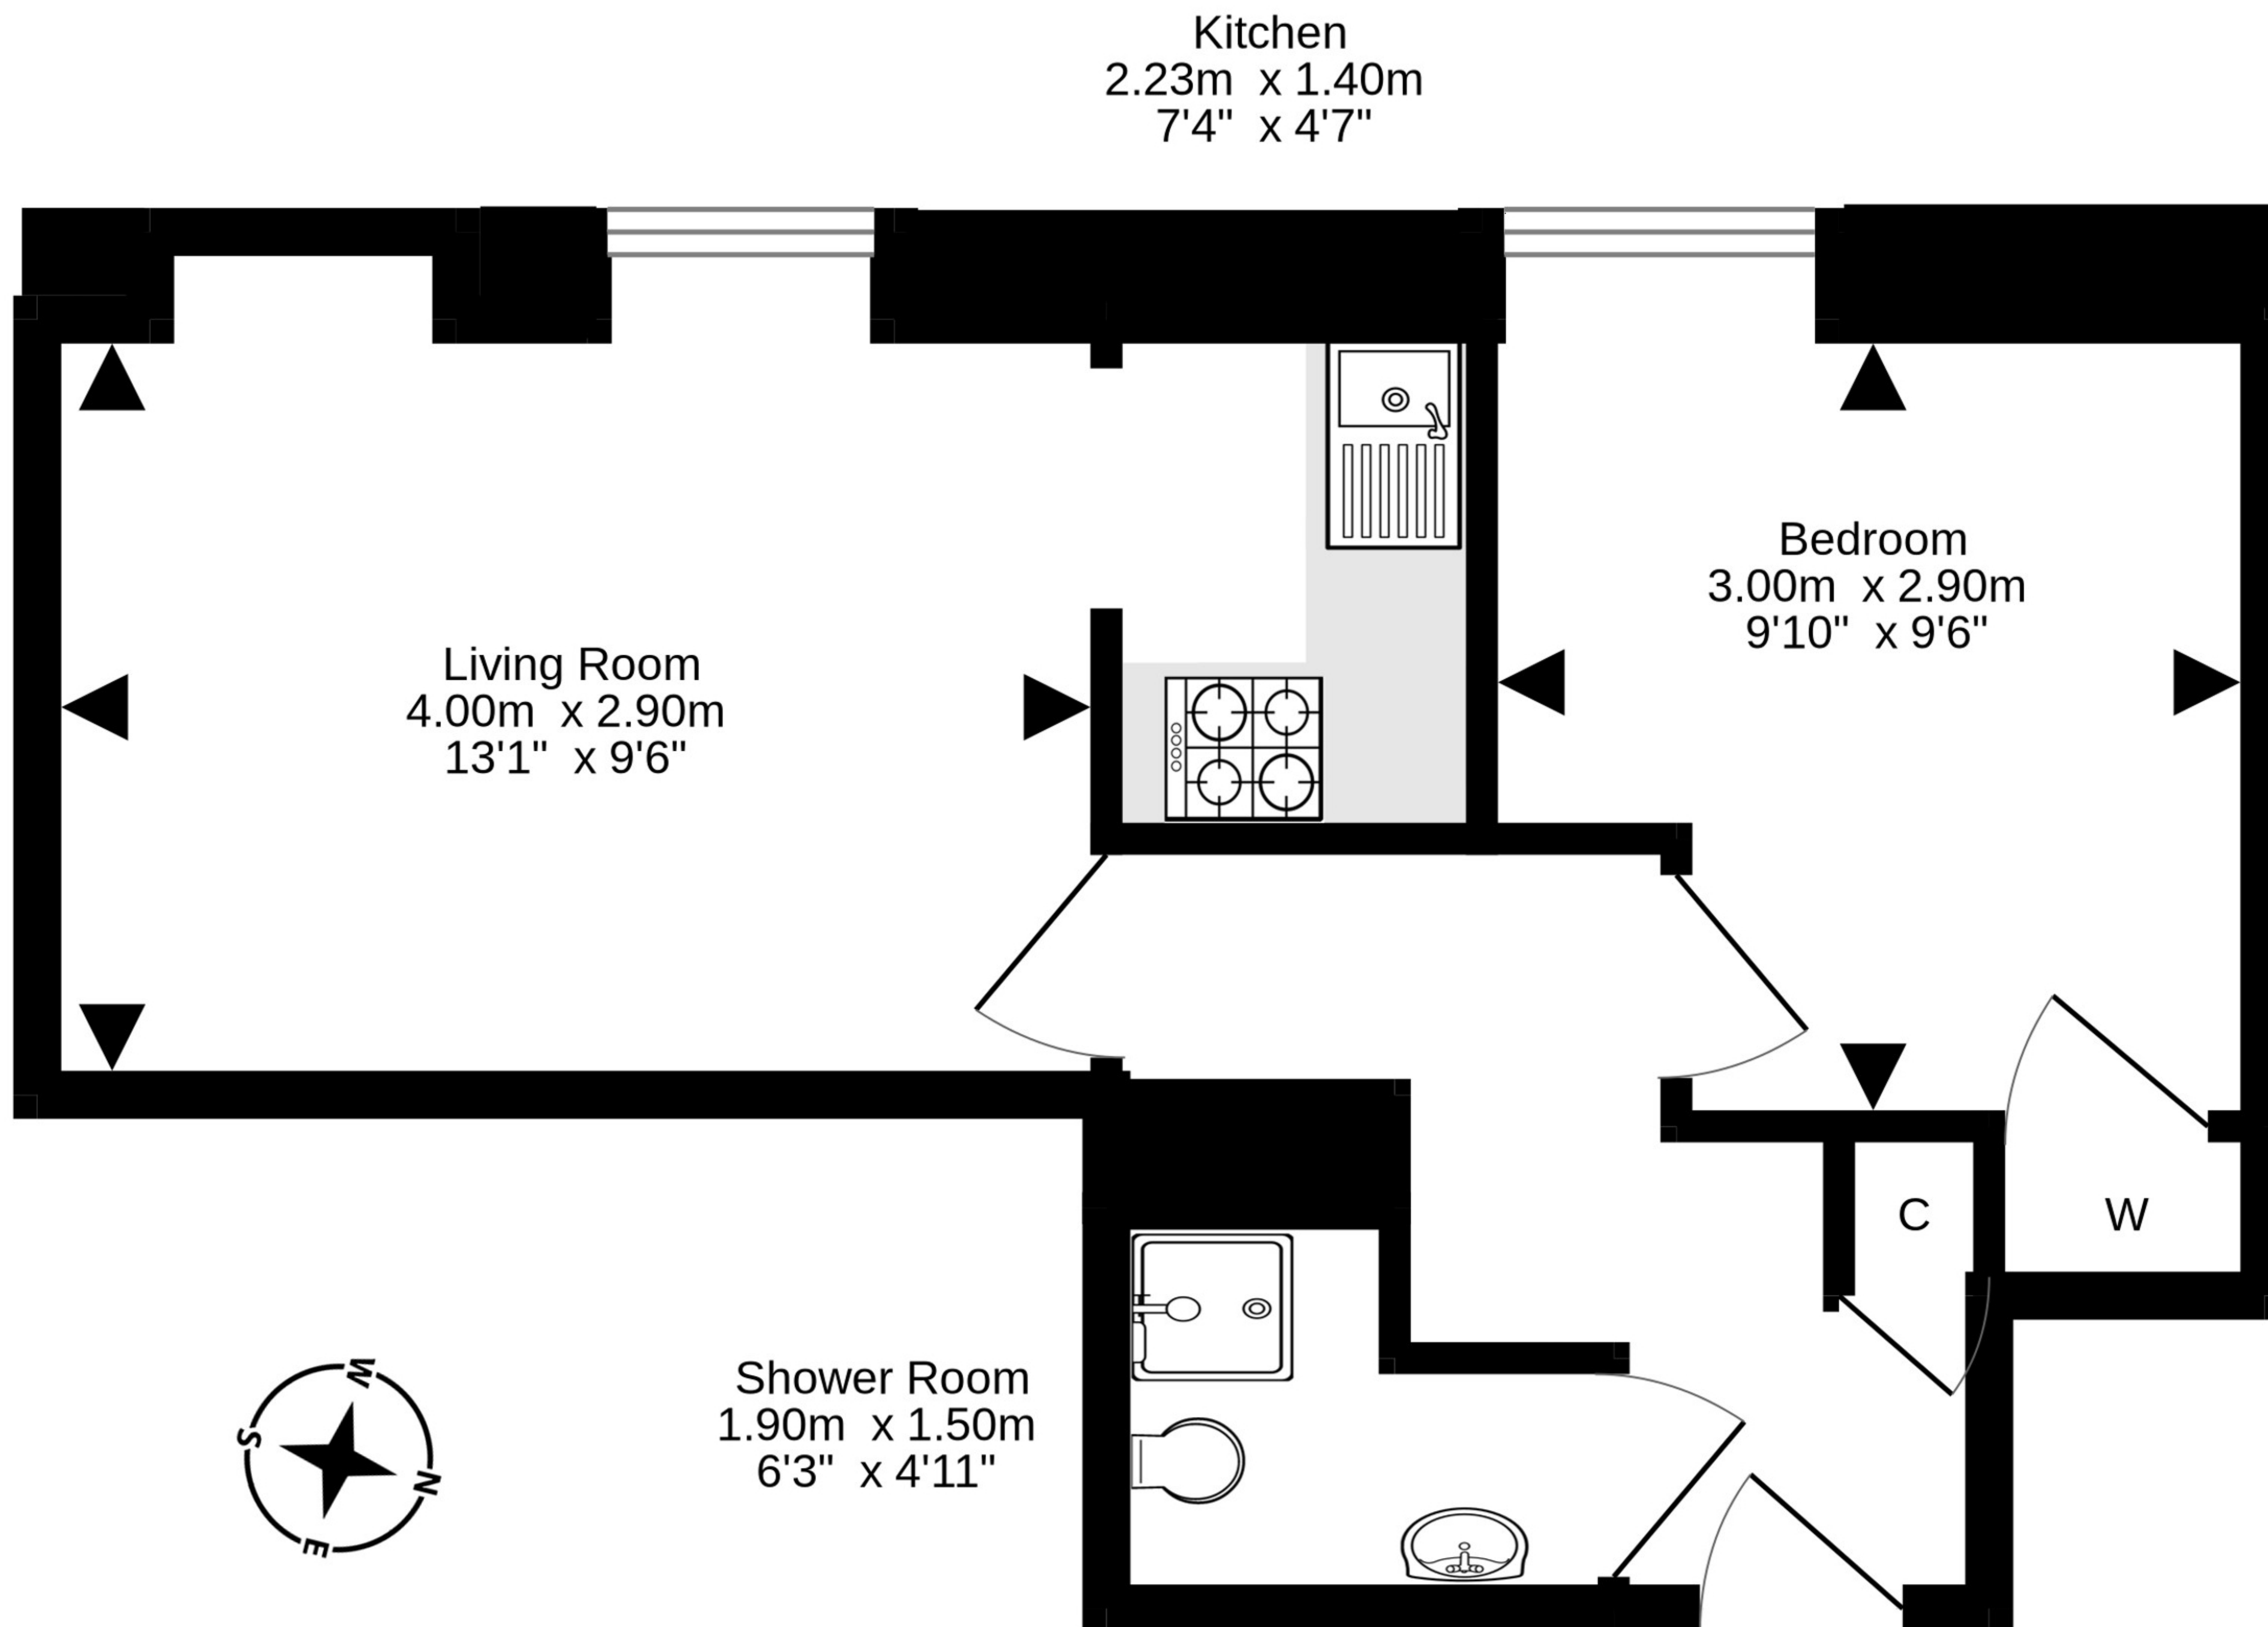 Kitchen
2.23m x 1.40m
7'4" x 4'7"
Bedroom
3.00m x 2.90m
9'10" x 9'6"
Living Room
4.00m x 2.90m
13'1" x 9'6"
C
W
Shower Room
1.90m x 1.50m
6'3" x 4'11"
W
S
N
E